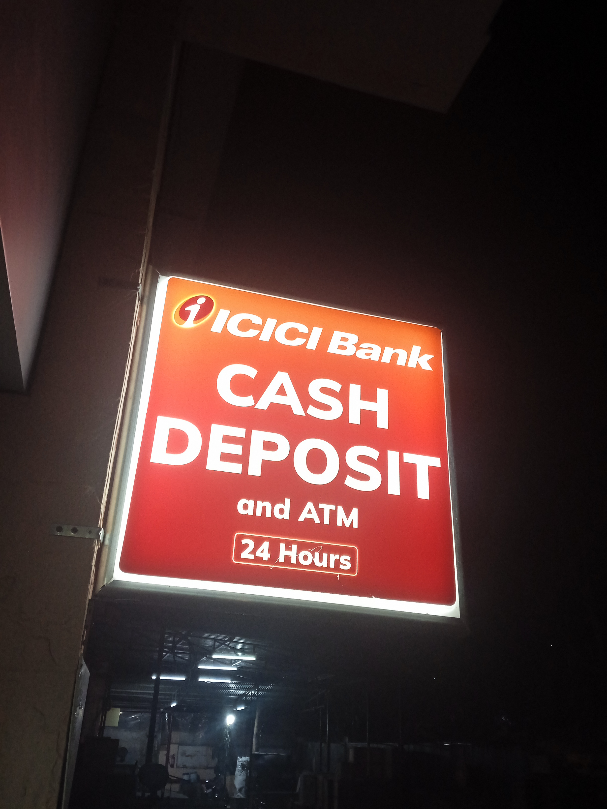 i ICICI Bank
CASH
DEPOSIT
and ATM
24 Hours